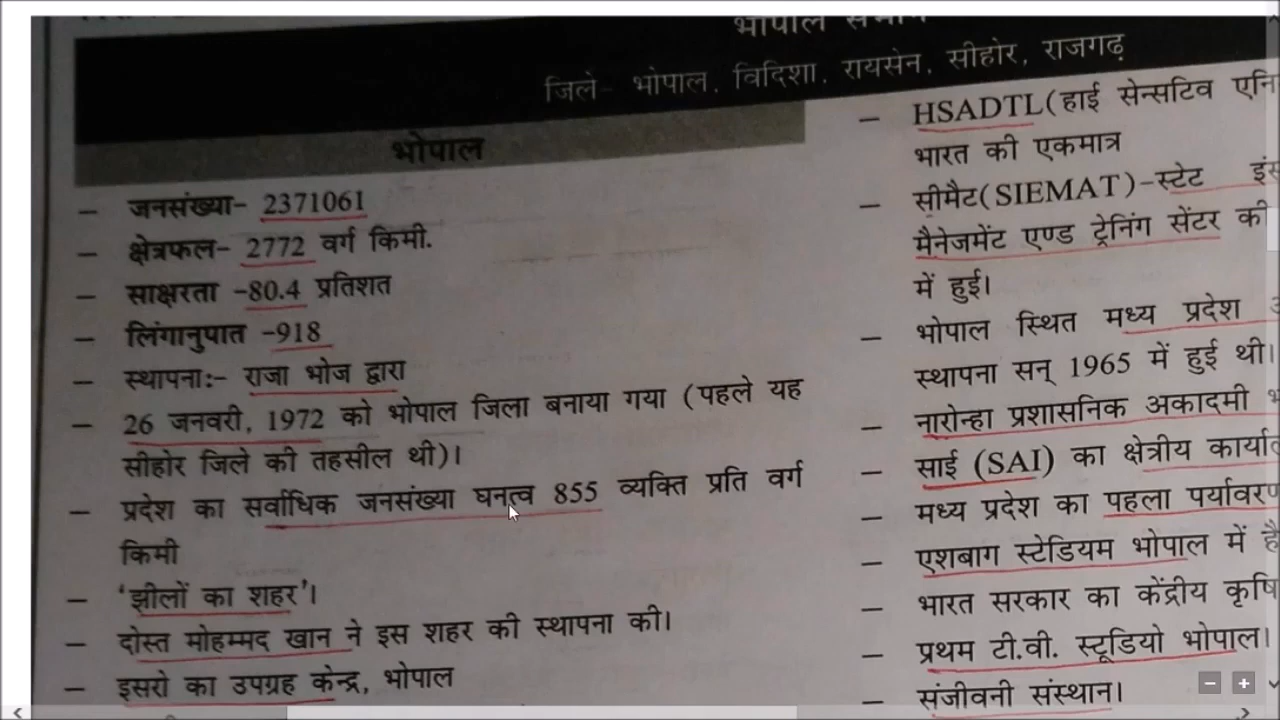 भोपाल
जिले- भोपाल, विदिशा, रायसेन, सीहोर, राजगढ़
भोपाल
– जनसंख्या- 2371061
– क्षेत्रफल- 2772 वर्ग किमी.
– साक्षरता -80.4 प्रतिशत
– लिंगानुपात -918
– स्थापना:- राजा भोज द्वारा
– 26 जनवरी, 1972 को भोपाल जिला बनाया गया (पहले यह
सीहोर जिले की तहसील थी)।
– प्रदेश का सर्वाधिक जनसंख्या घनत्व 855 व्यक्ति प्रति वर्ग
किमी
– ‘झीलों का शहर’।
– दोस्त मोहम्मद खान ने इस शहर की स्थापना की।
– इसरो का उपग्रह केन्द्र, भोपाल
– HSADTL(हाई सेन्सटिव
भारत की एकमात्र
– सीमैट(SIEMAT)-स्टेट
मैनेजमेंट एण्ड ट्रेनिंग सेंटर की
में हुई।
– भोपाल स्थित मध्य प्रदेश
स्थापना सन् 1965 में हुई थी।
– नारोन्हा प्रशासनिक अकादमी
– साई (SAI) का क्षेत्रीय
– मध्य प्रदेश का पहला
– एशबाग स्टेडियम भोपाल में
– भारत सरकार का केंद्रीय
– प्रथम टी.वी. स्टूडियो भोपाल।
– संजीवनी संस्थान।